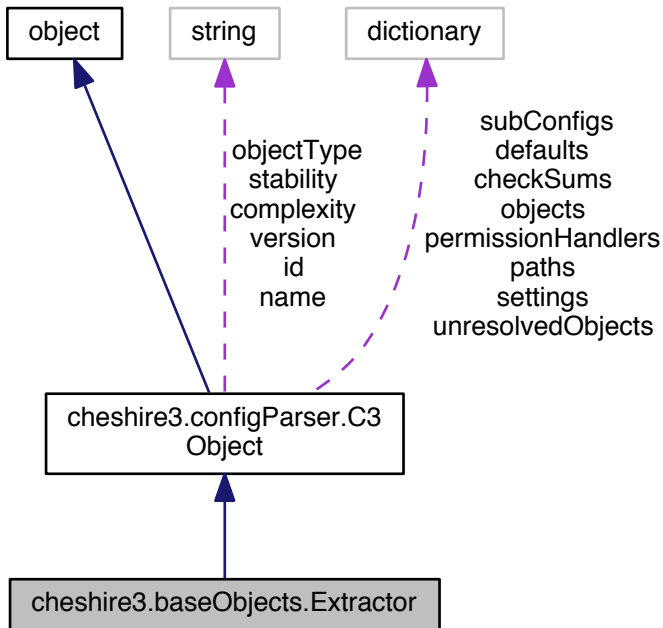 object
string
dictionary
objectType
stability
complexity
version
id
name
subConfigs
defaults
checkSums
objects
permissionHandlers
paths
settings
unresolvedObjects
cheshire3.configParser.C3
Object
cheshire3.baseObjects.Extractor